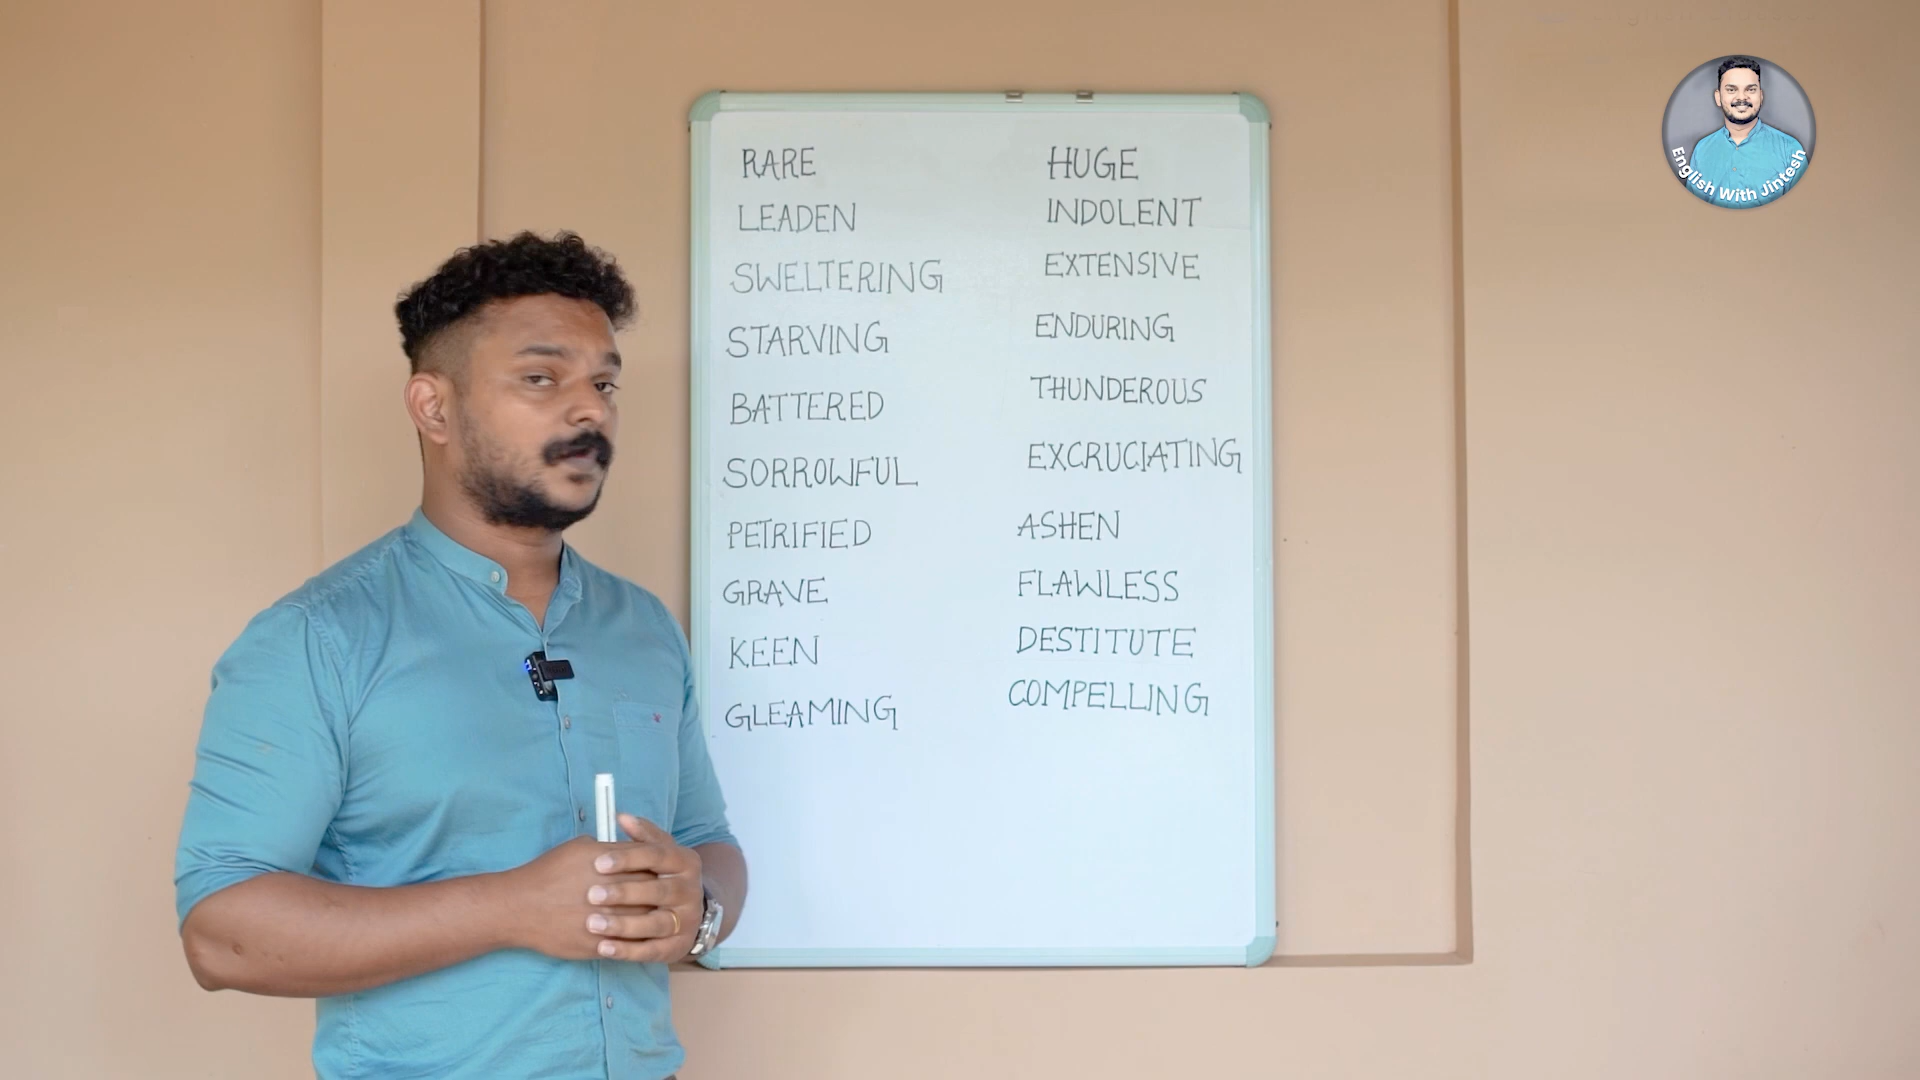 RARE
LEADEN
SWELTERING
STARVING
BATTERED
SORROWFUL
PETRIFIED
GRAVE
KEEN
GLEAMING
HUGE
INDOLENT
EXTENSIVE
ENDURING
THUNDEROUS
EXCRUCIATING
ASHEN
FLAWLESS
DESTITUTE
COMPELLING
English With Jintesh